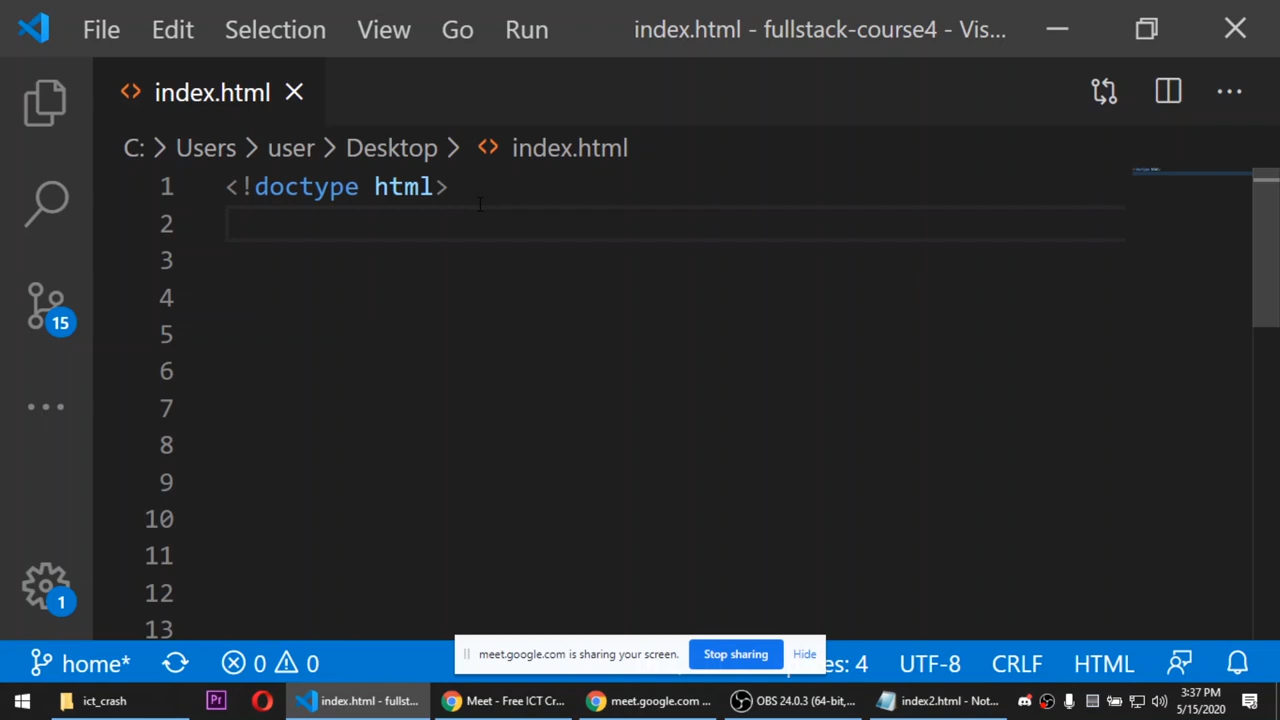 File Edit Selection View Go Run index.html - fullstack-course4 - Vis...
index.html
C: Users user Desktop index.html
1 <!doctype html>
2
3
4
5
6
7
8
9
10
11
12
13
15
1
meet.google.com is sharing your screen. Stop sharing Hide
home* 0 0 es: 4 UTF-8 CRLF HTML
ict_crash Pr index.html - fullst... Meet - Free ICT Cr... meet.google.com ... OBS 24.0.3 (64-bit,... index2.html - Not... 3:37 PM
5/15/2020